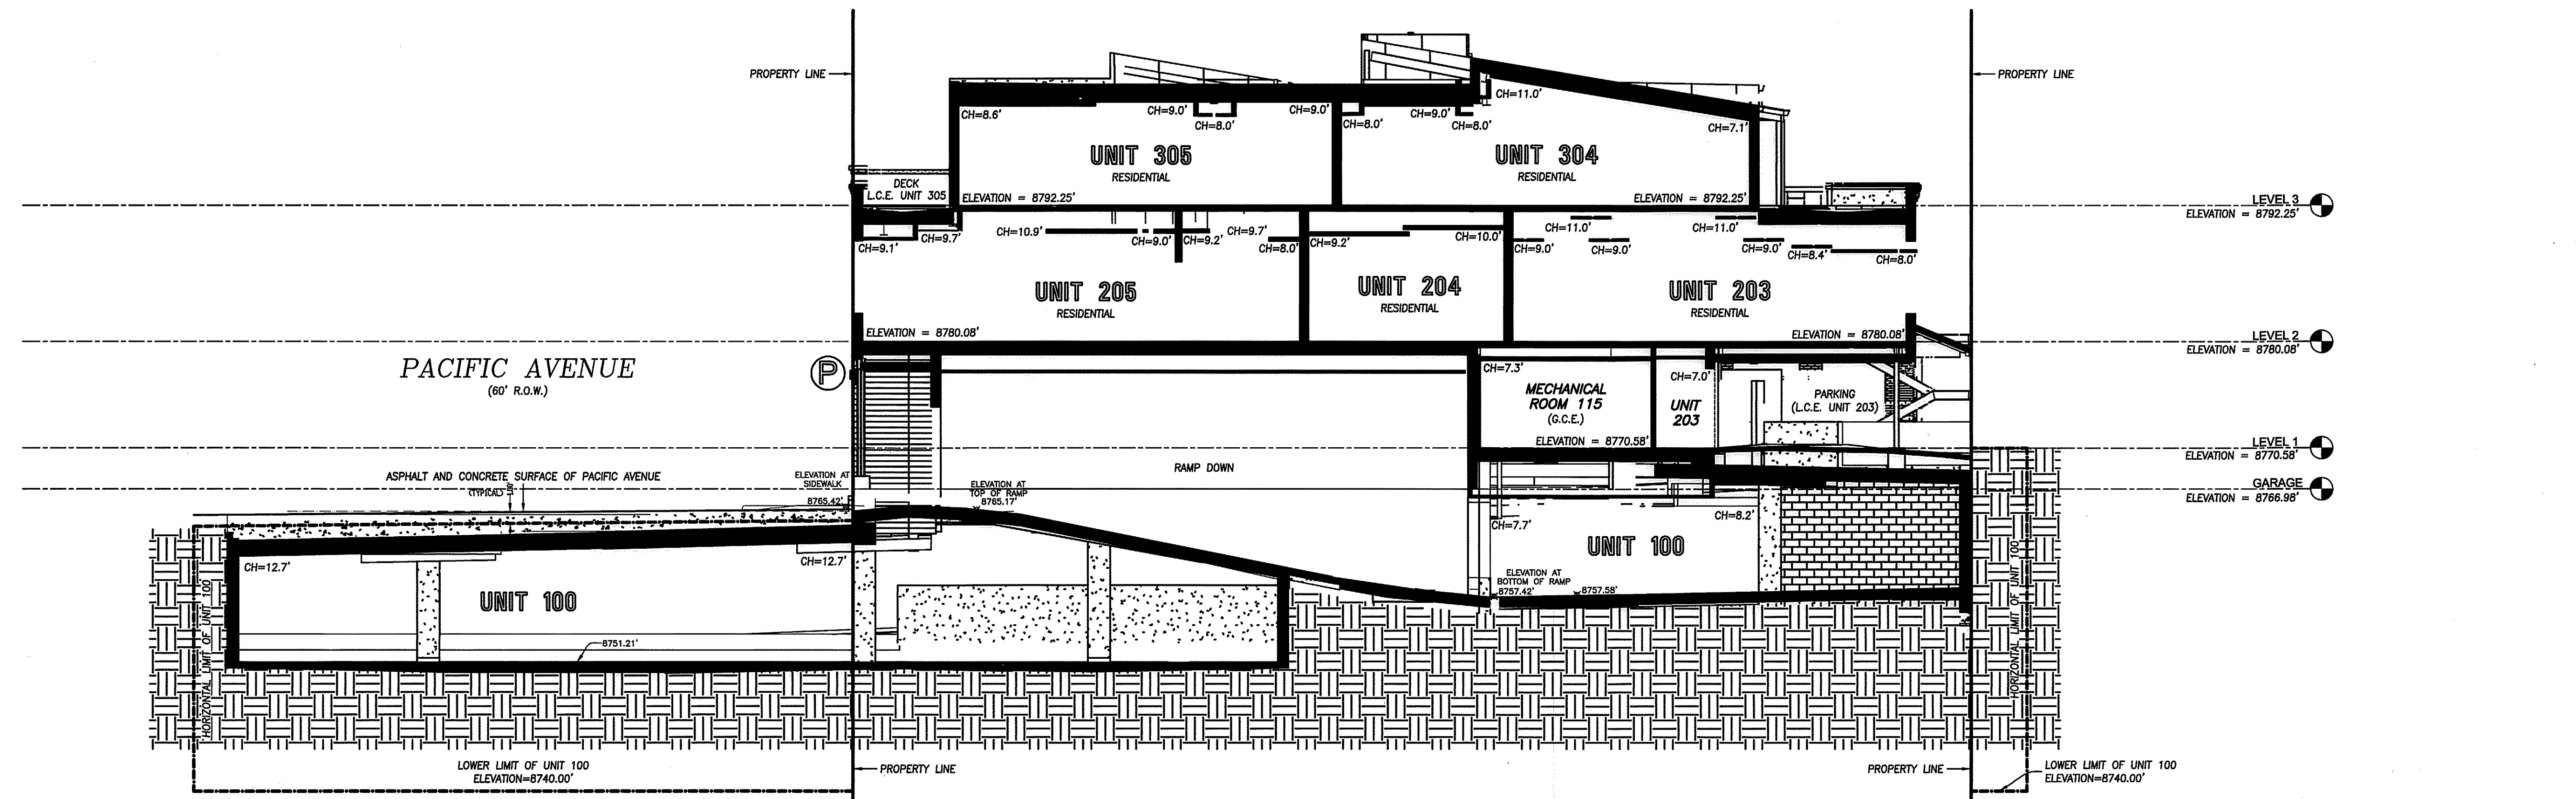 PROPERTY LINE
PROPERTY LINE
CH=8.6'
CH=9.0'
CH=8.0'
CH=9.0'
CH=8.0'
CH=9.0'
CH=8.0'
CH=11.0'
CH=7.1'
UNIT 305
RESIDENTIAL
ELEVATION = 8792.25'
UNIT 304
RESIDENTIAL
ELEVATION = 8792.25'
DECK
L.C.E. UNIT 305
LEVEL 3
ELEVATION = 8792.25'
CH=9.1'
CH=9.7'
CH=10.9'
CH=9.0'
CH=9.2'
CH=9.7'
CH=8.0'
CH=9.2'
CH=10.0'
CH=9.0'
CH=11.0'
CH=9.0'
CH=11.0'
CH=9.0'
CH=8.4'
CH=8.0'
UNIT 205
RESIDENTIAL
ELEVATION = 8780.08'
UNIT 204
RESIDENTIAL
UNIT 203
RESIDENTIAL
ELEVATION = 8780.08'
LEVEL 2
ELEVATION = 8780.08'
PACIFIC AVENUE
(60' R.O.W.)
P
CH=7.3'
MECHANICAL
ROOM 115
(G.C.E.)
ELEVATION = 8770.58'
CH=7.0'
UNIT
203
PARKING
(L.C.E. UNIT 203)
LEVEL 1
ELEVATION = 8770.58'
RAMP DOWN
ASPHALT AND CONCRETE SURFACE OF PACIFIC AVENUE
(TYPICAL)
ELEVATION AT
SIDEWALK
8765.42'
ELEVATION AT
TOP OF RAMP
8765.17'
GARAGE
ELEVATION = 8766.98'
CH=7.7'
CH=8.2'
UNIT 100
ELEVATION AT
BOTTOM OF RAMP
8757.42'
8757.58'
CH=12.7'
CH=12.7'
UNIT 100
8751.21'
HORIZONTAL LIMIT OF UNIT 100
HORIZONTAL LIMIT OF UNIT 100
LOWER LIMIT OF UNIT 100
ELEVATION=8740.00'
PROPERTY LINE
PROPERTY LINE
LOWER LIMIT OF UNIT 100
ELEVATION=8740.00'